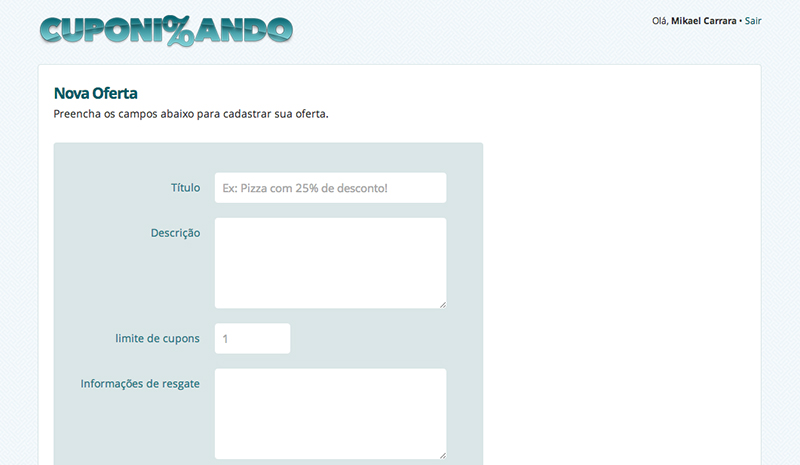 CUPONI%ANDO
Olá, Mikael Carrara • Sair
Nova Oferta
Preencha os campos abaixo para cadastrar sua oferta.
Título
Ex: Pizza com 25% de desconto!
Descrição
limite de cupons
1
Informações de resgate